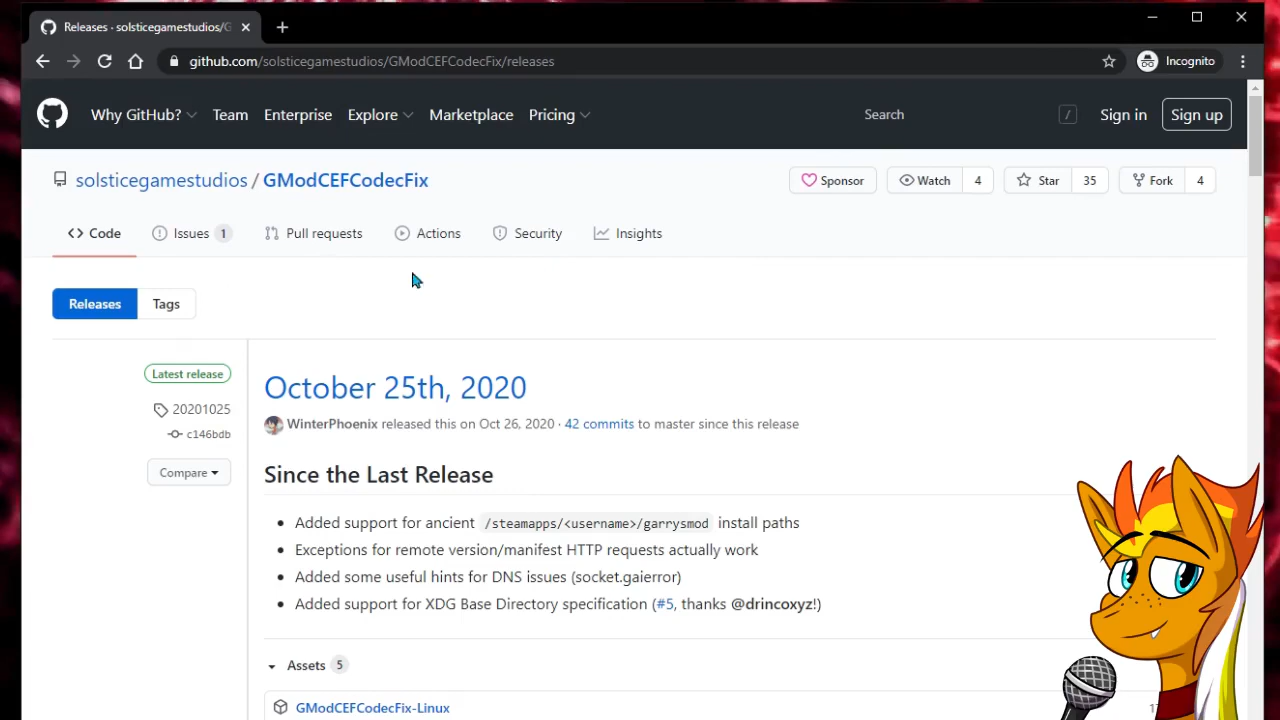 Releases · solsticegamestudios/G
Incognito
github.com/solsticegamestudios/GModCEFCodecFix/releases
Why GitHub? Team Enterprise Explore Marketplace Pricing Search / Sign in Sign up
solsticegamestudios / GModCEFCodecFix Sponsor Watch 4 Star 35 Fork 4
Code Issues 1 Pull requests Actions Security Insights
Releases Tags
Latest release
20201025
c146bdb
Compare
October 25th, 2020
WinterPhoenix released this on Oct 26, 2020 · 42 commits to master since this release
Since the Last Release
• Added support for ancient /steamapps/<username>/garrysmod install paths
• Exceptions for remote version/manifest HTTP requests actually work
• Added some useful hints for DNS issues (socket.gaierror)
• Added support for XDG Base Directory specification (#5, thanks @drincoxyz!)
Assets 5
GModCEFCodecFix-Linux